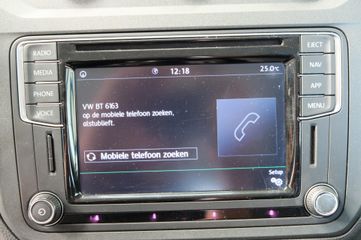 RADIO
MEDIA
PHONE
VOICE
12:18
25.0°C
VW BT 6163
op de mobiele telefoon zoeken,
alstublieft.
Mobiele telefoon zoeken
Setup
EJECT
NAV
APP
MENU